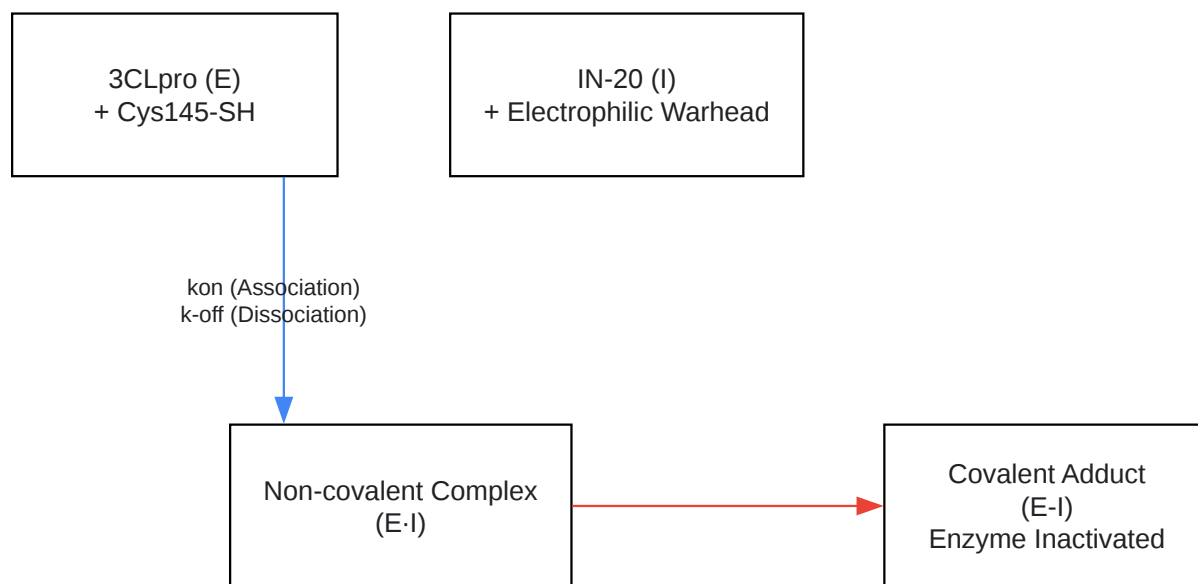 3CLpro (E)
+ Cys145-SH
IN-20 (I)
+ Electrophilic Warhead
kon (Association)
k-off (Dissociation)
Non-covalent Complex
(E·I)
Covalent Adduct
(E-I)
Enzyme Inactivated